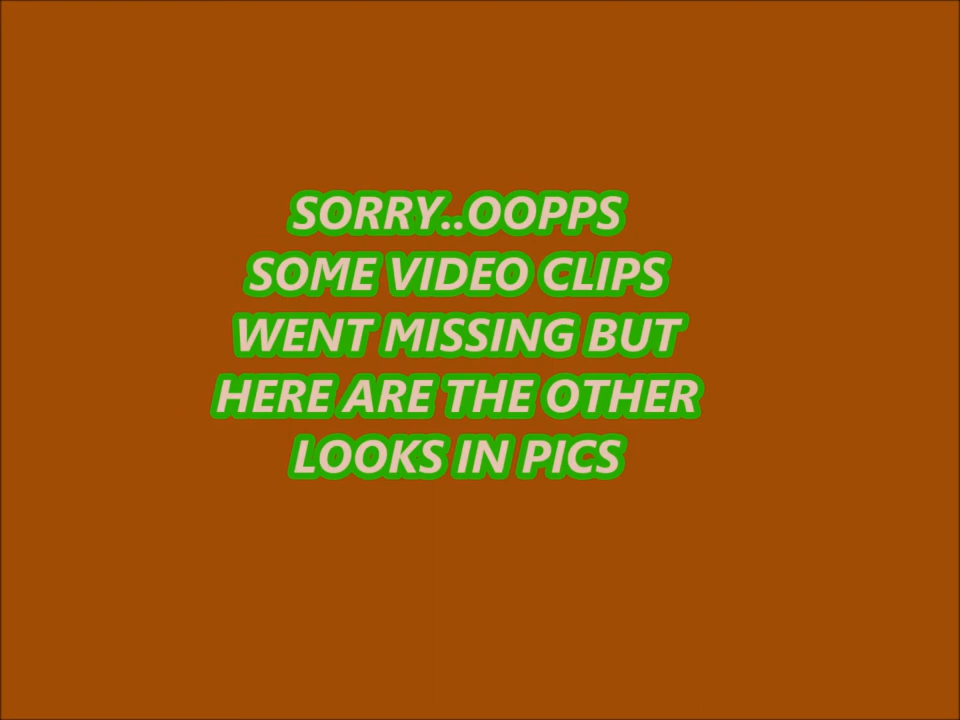 SORRY..OOPPS
SOME VIDEO CLIPS
WENT MISSING BUT
HERE ARE THE OTHER
LOOKS IN PICS